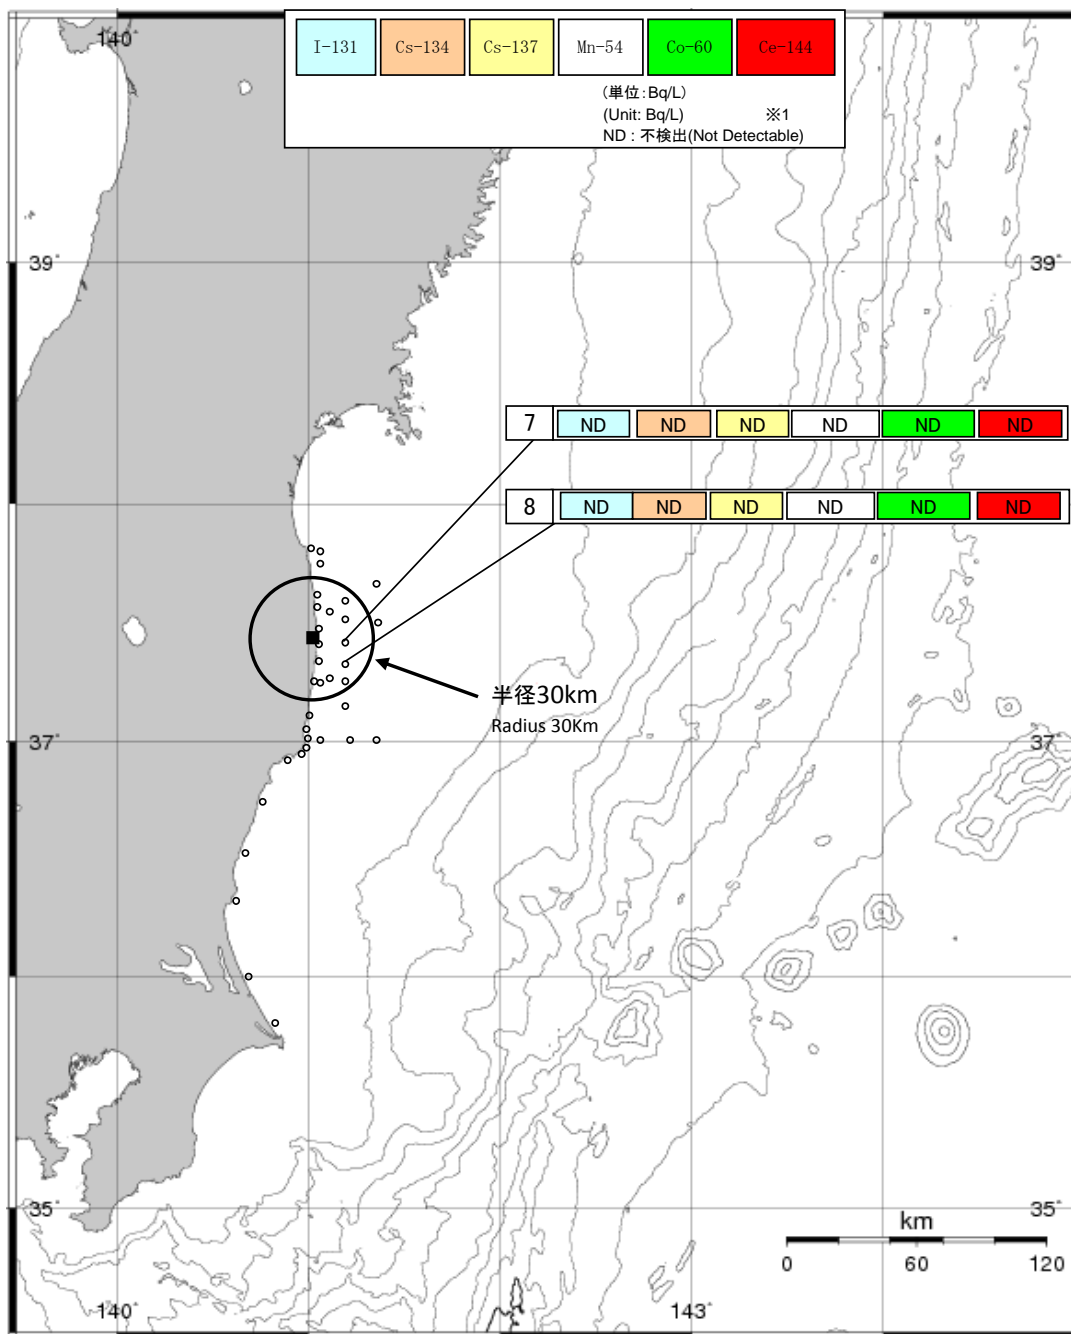 140°
I-131 Cs-134 Cs-137 Mn-54 Co-60 Ce-144
(単位:Bq/L)
(Unit: Bq/L) ※1
ND : 不検出(Not Detectable)
39° 39°
7 ND ND ND ND ND ND
8 ND ND ND ND ND ND
半径30km
Radius 30Km
37° 37°
35° 35°
km
0 60 120
140° 143°